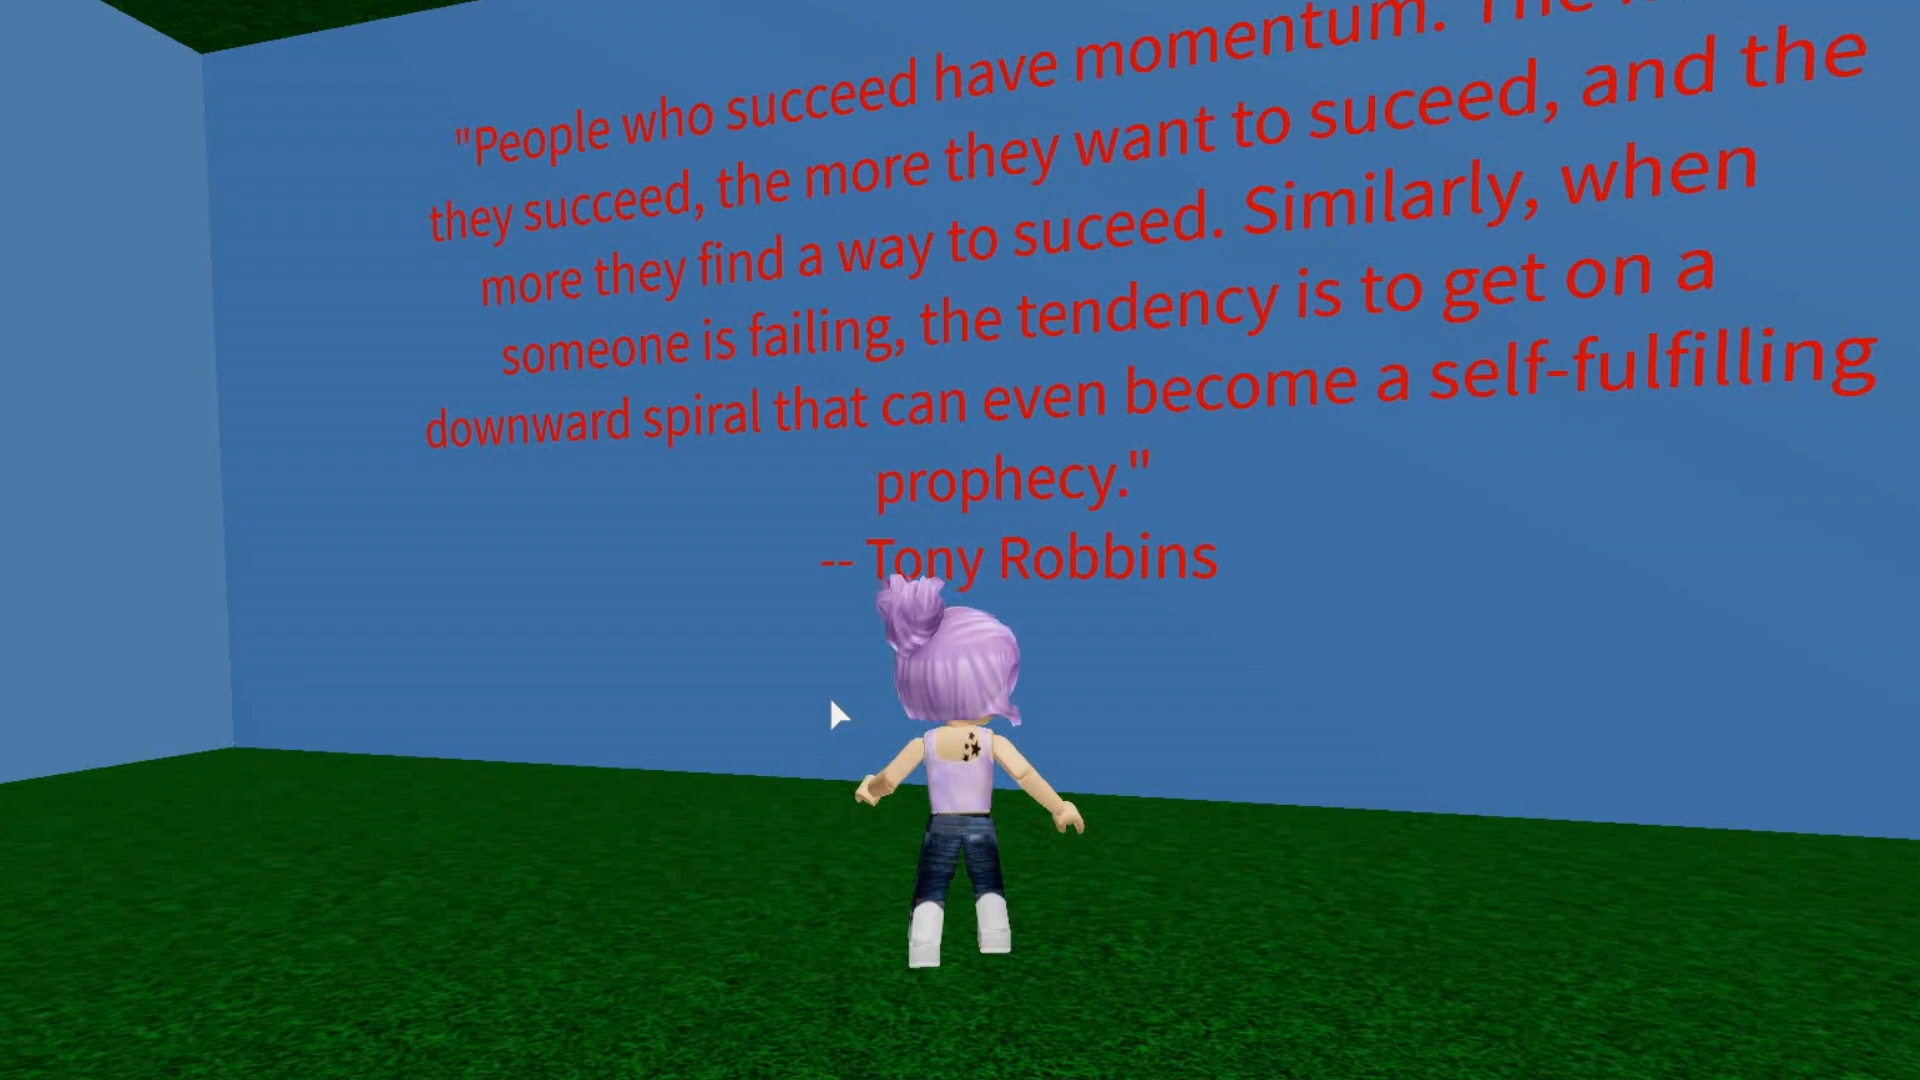 "People who succeed have momentum. The
they succeed, the more they want to suceed, and the
more they find a way to suceed. Similarly, when
someone is failing, the tendency is to get on a
downward spiral that can even become a self-fulfilling
prophecy."
-- Tony Robbins